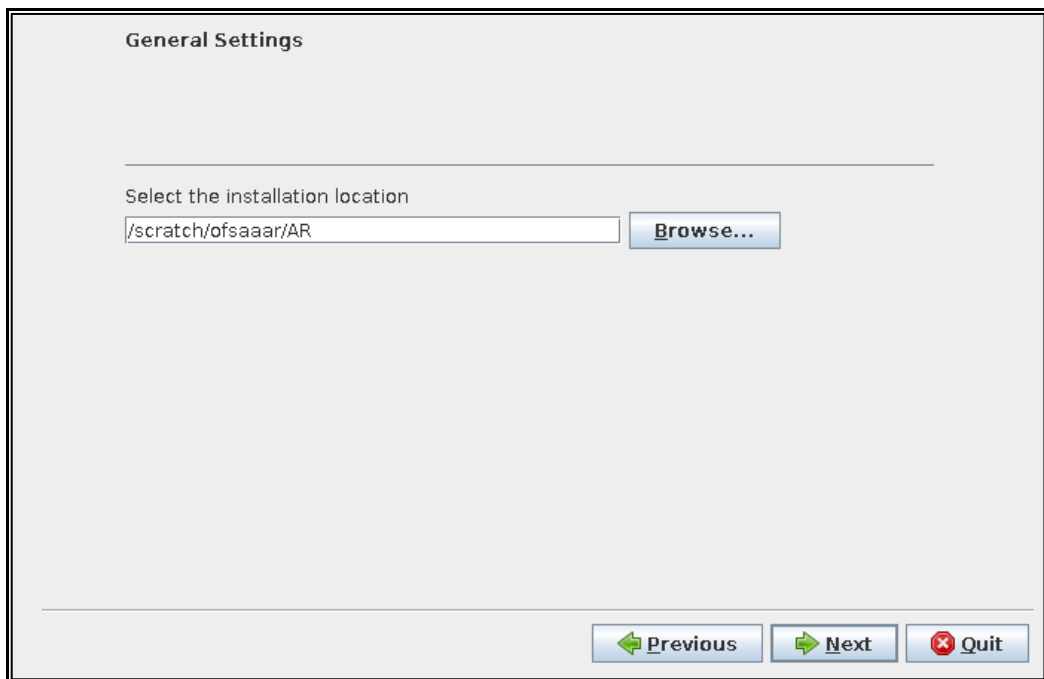 General Settings
Select the installation location
/scratch/ofsaaar/AR
Browse...
Previous
Next
Quit